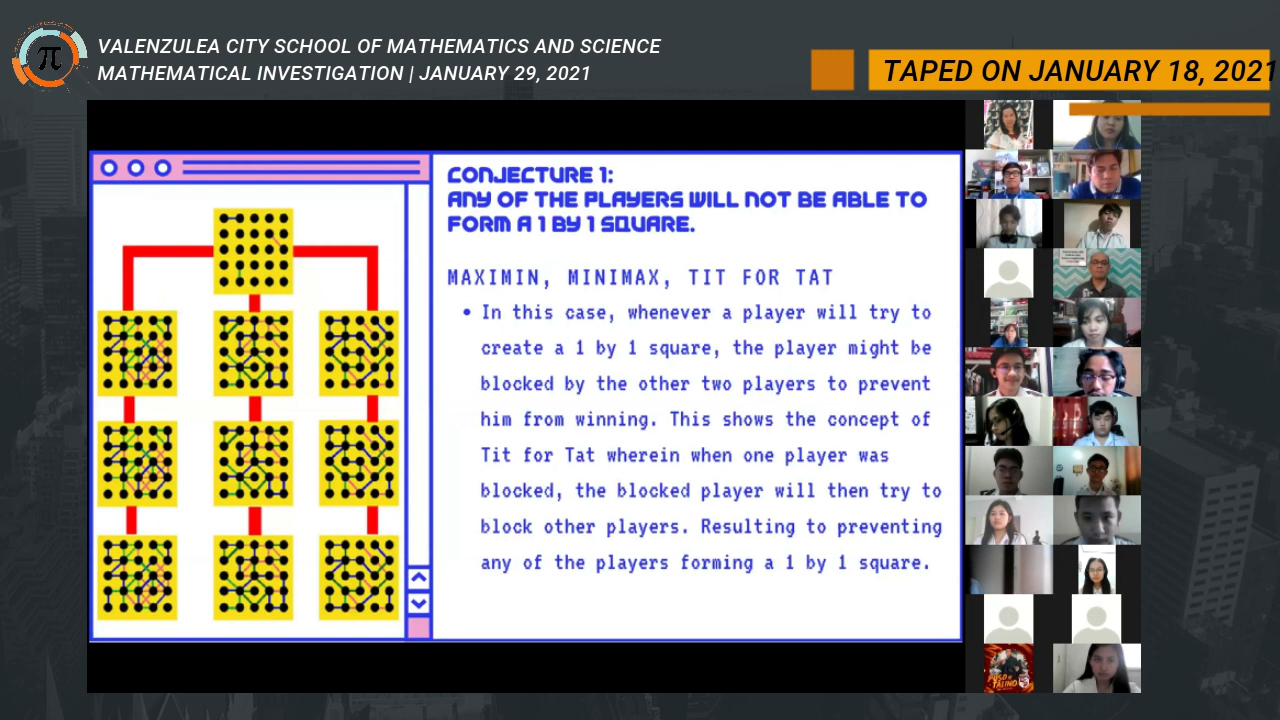 VALENZULEA CITY SCHOOL OF MATHEMATICS AND SCIENCE
MATHEMATICAL INVESTIGATION | JANUARY 29, 2021
TAPED ON JANUARY 18, 2021
π
CONJECTURE 1:
ANY OF THE PLAYERS WILL NOT BE ABLE TO
FORM A 1 BY 1 SQUARE.
MAXIMIN, MINIMAX, TIT FOR TAT
• In this case, whenever a player will try to
create a 1 by 1 square, the player might be
blocked by the other two players to prevent
him from winning. This shows the concept of
Tit for Tat wherein when one player was
blocked, the blocked player will then try to
block other players. Resulting to preventing
any of the players forming a 1 by 1 square.
PUSO AT
TALINO